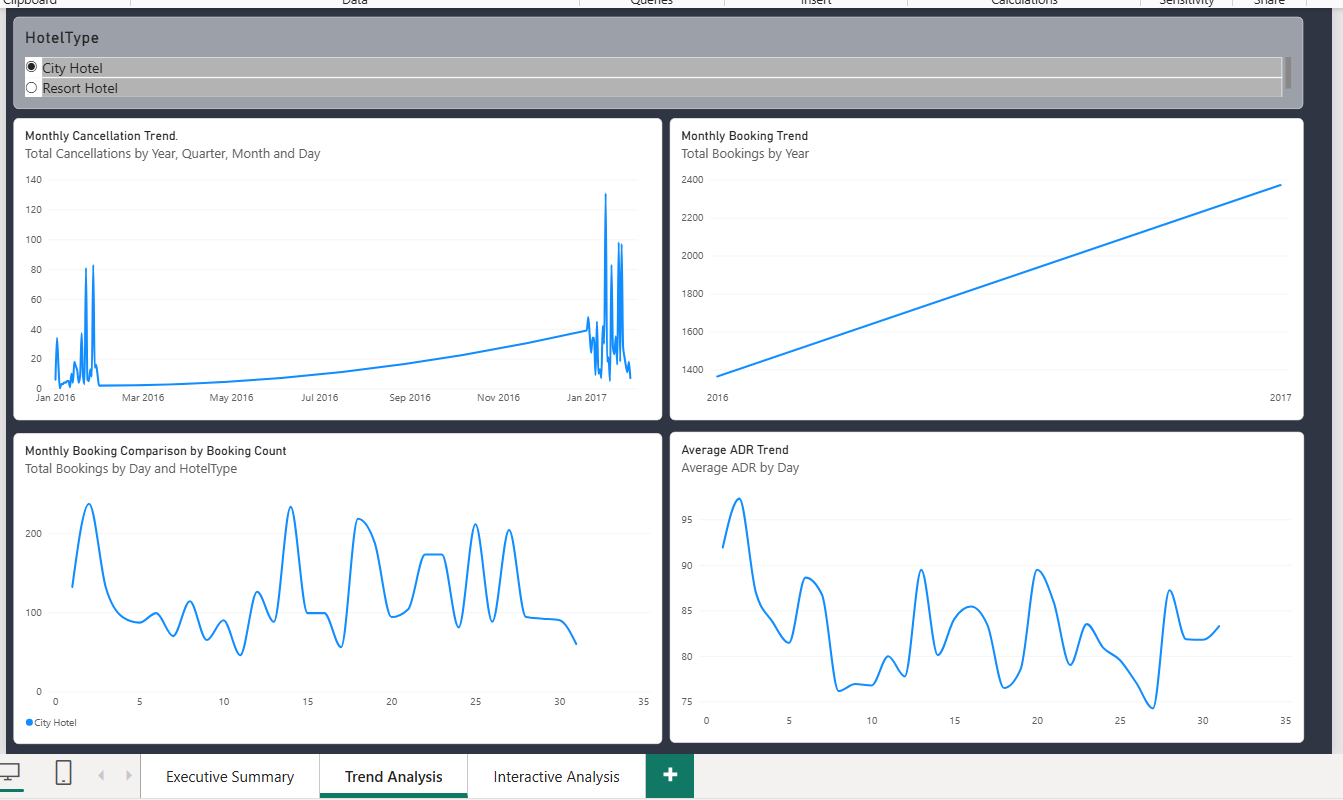 Clipboard Data Queries Insert Calculations Sensitivity Share
HotelType
City Hotel
Resort Hotel
Monthly Cancellation Trend.
Total Cancellations by Year, Quarter, Month and Day
140
120
100
80
60
40
20
0
Jan 2016 Mar 2016 May 2016 Jul 2016 Sep 2016 Nov 2016 Jan 2017
Monthly Booking Trend
Total Bookings by Year
2400
2200
2000
1800
1600
1400
2016 2017
Monthly Booking Comparison by Booking Count
Total Bookings by Day and HotelType
200
100
0
0 5 10 15 20 25 30 35
City Hotel
Average ADR Trend
Average ADR by Day
95
90
85
80
75
0 5 10 15 20 25 30 35
Executive Summary Trend Analysis Interactive Analysis +